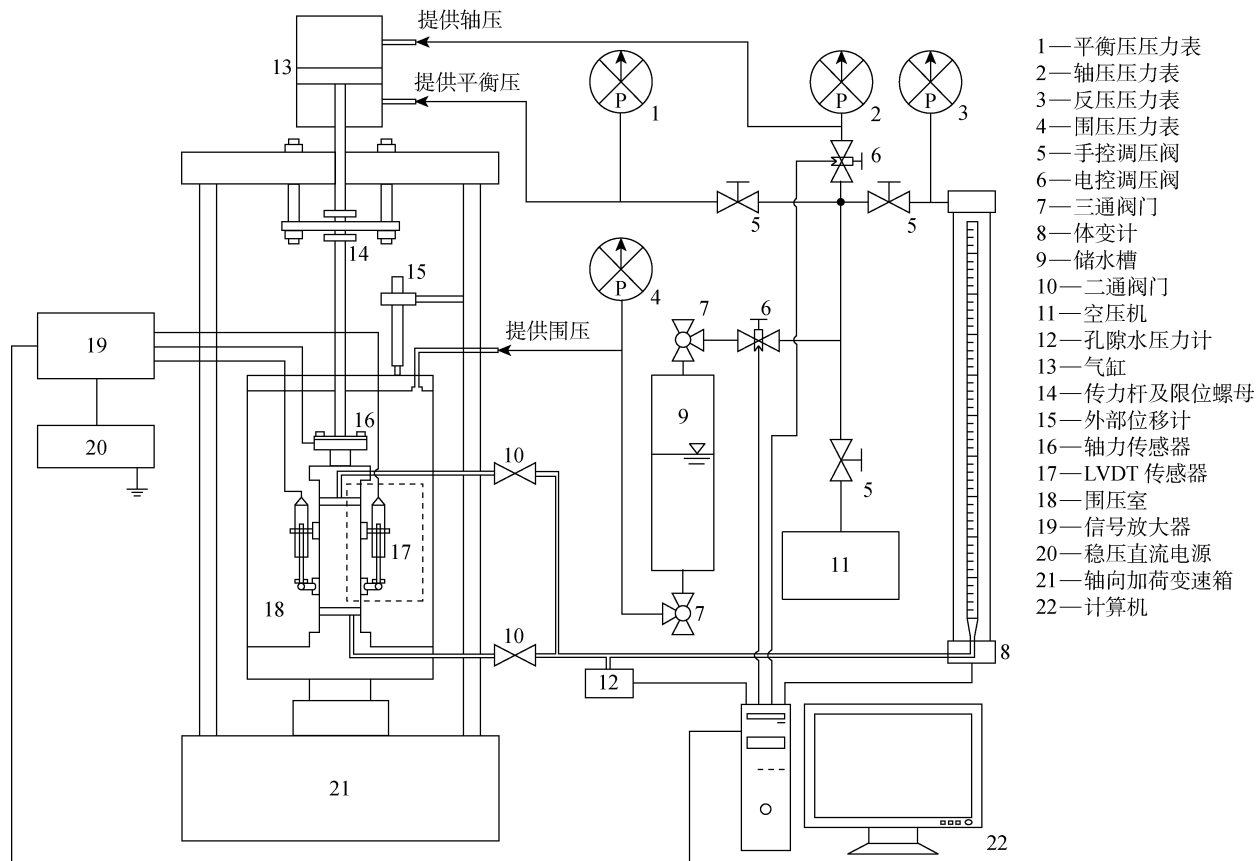 提供轴压
13
提供平衡压
P
1
P
2
P
3
6
5
5
14
15
P
4
7
6
提供围压
19
9
16
20
10
5
17
11
18
7
10
8
12
21
22
1—平衡压压力表
2—轴压压力表
3—反压压力表
4—围压压力表
5—手控调压阀
6—电控调压阀
7—三通阀门
8—体变计
9—储水槽
10—二通阀门
11—空压机
12—孔隙水压力计
13—气缸
14—传力杆及限位螺母
15—外部位移计
16—轴力传感器
17—LVDT 传感器
18—围压室
19—信号放大器
20—稳压直流电源
21—轴向加荷变速箱
22—计算机